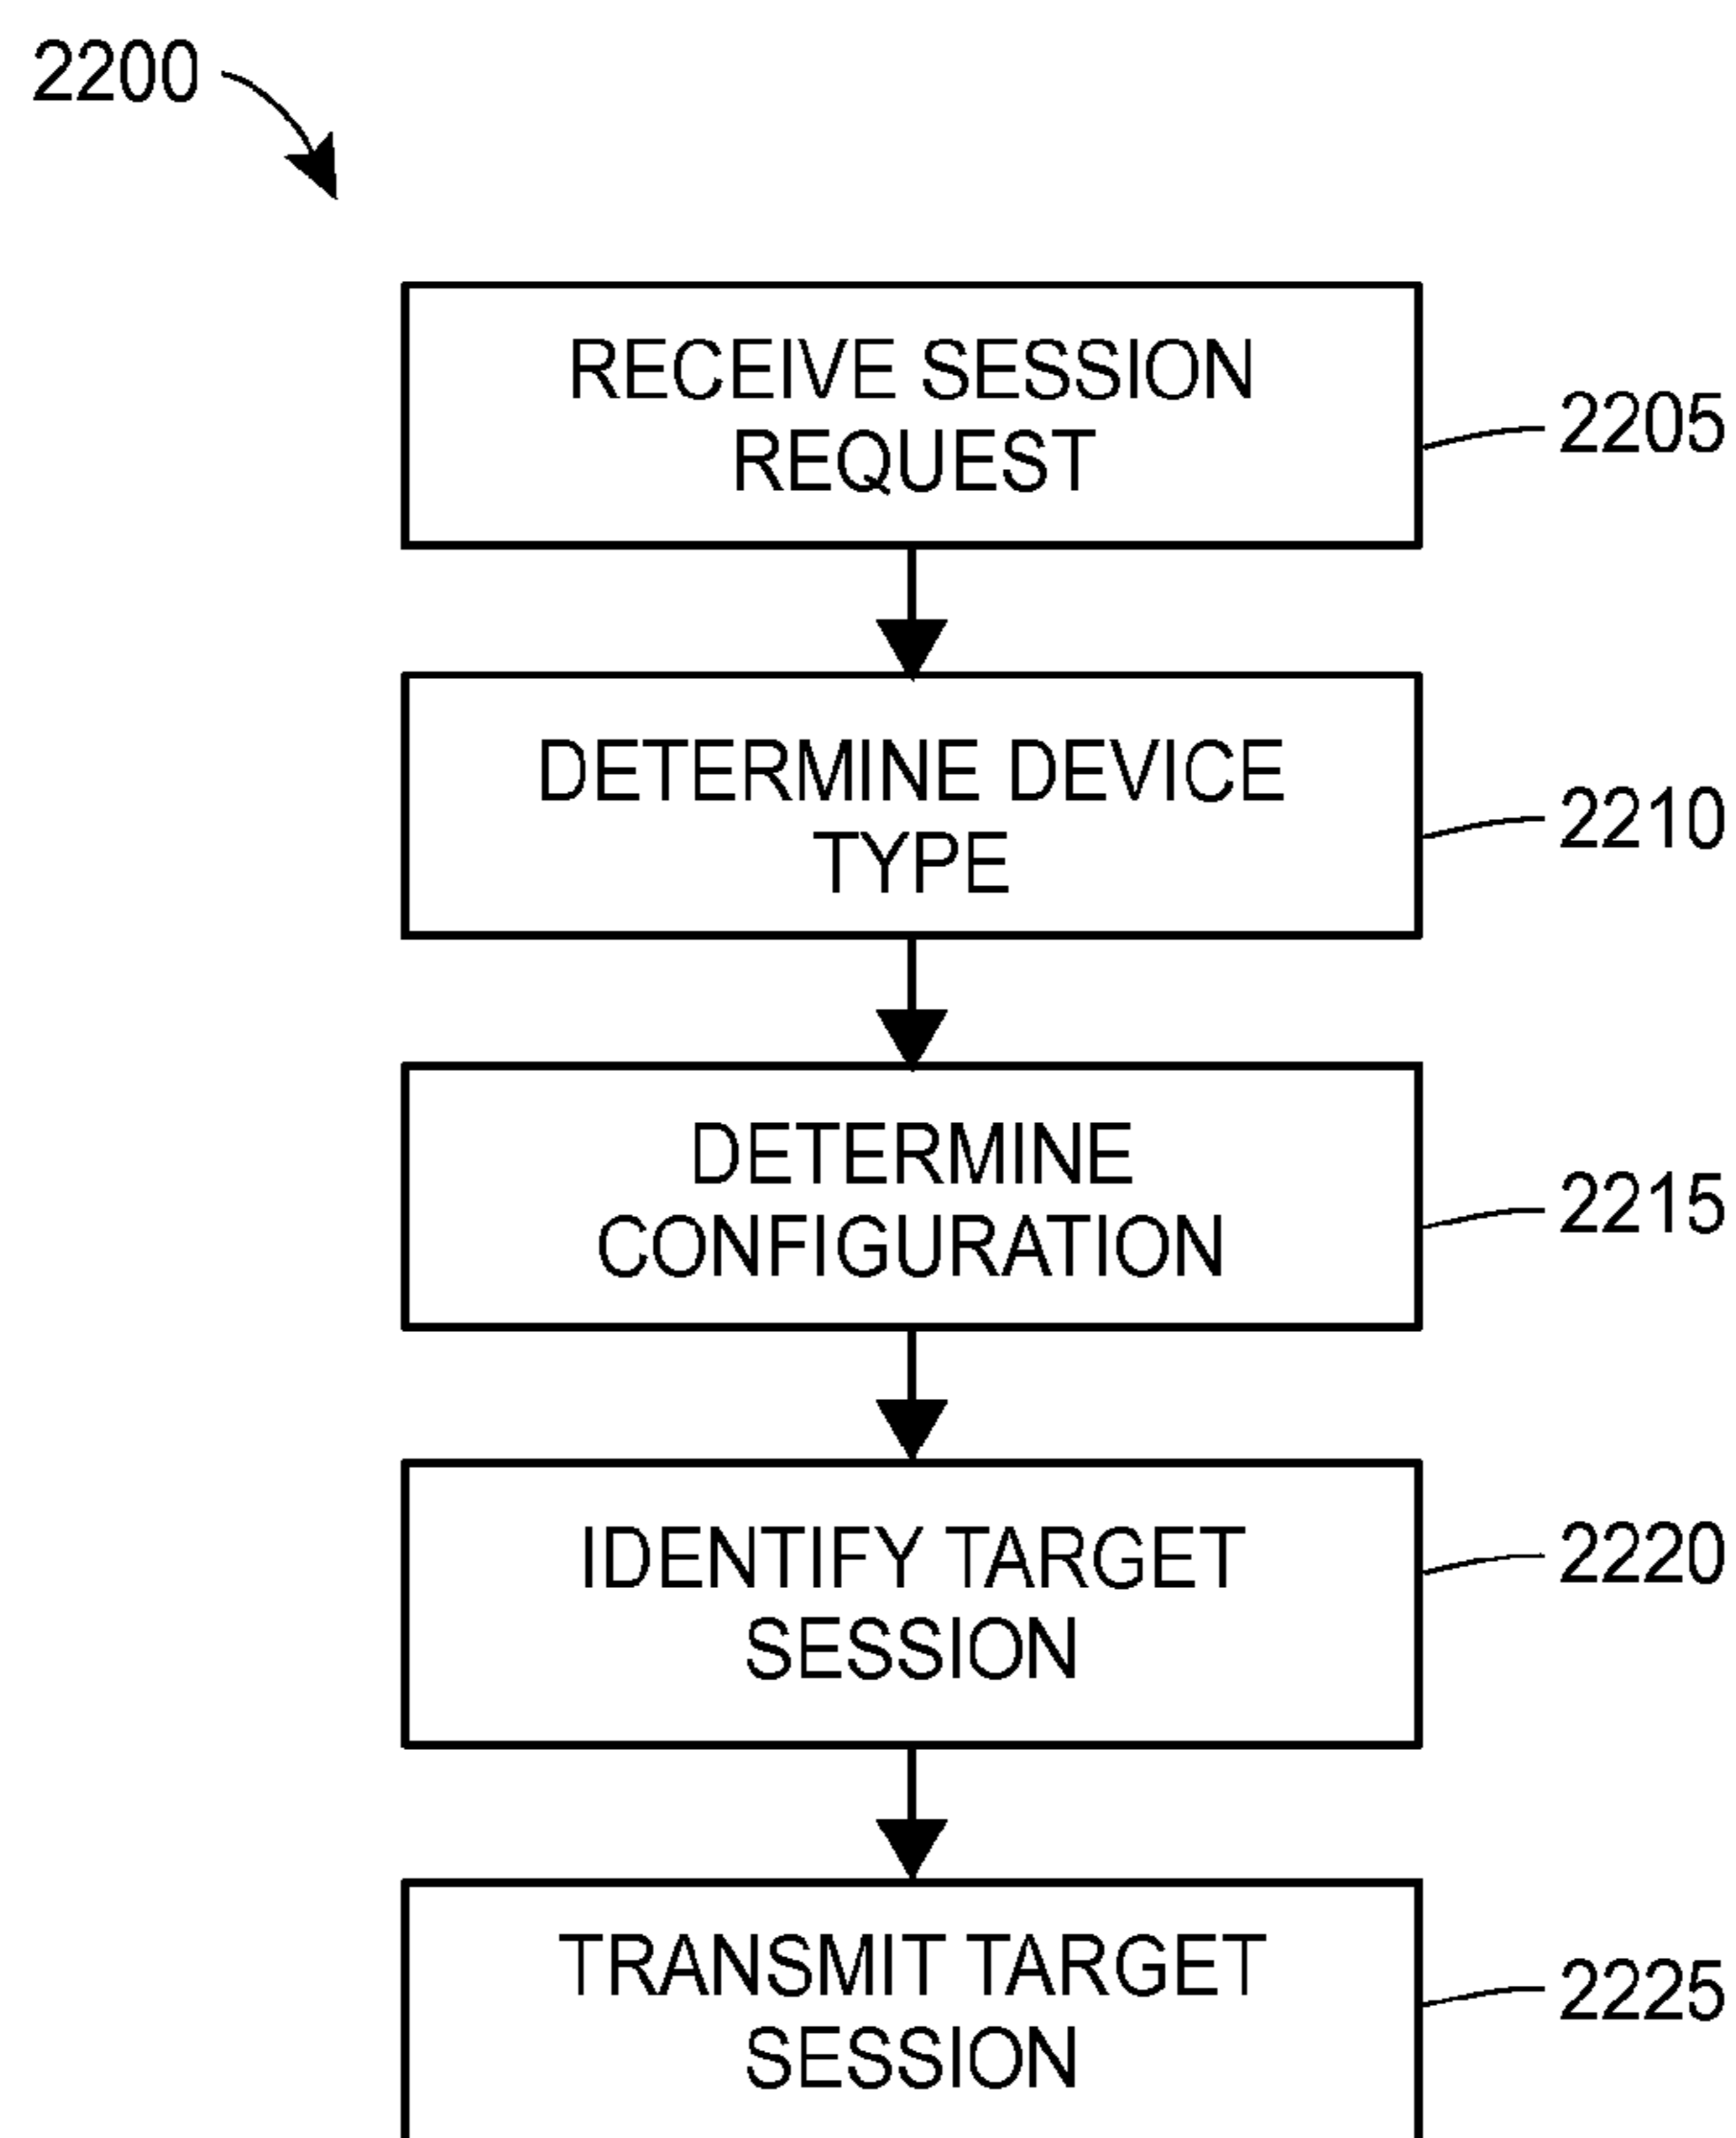 2200
RECEIVE SESSION
REQUEST
2205
DETERMINE DEVICE
TYPE
2210
DETERMINE
CONFIGURATION
2215
IDENTIFY TARGET
SESSION
2220
TRANSMIT TARGET
SESSION
2225